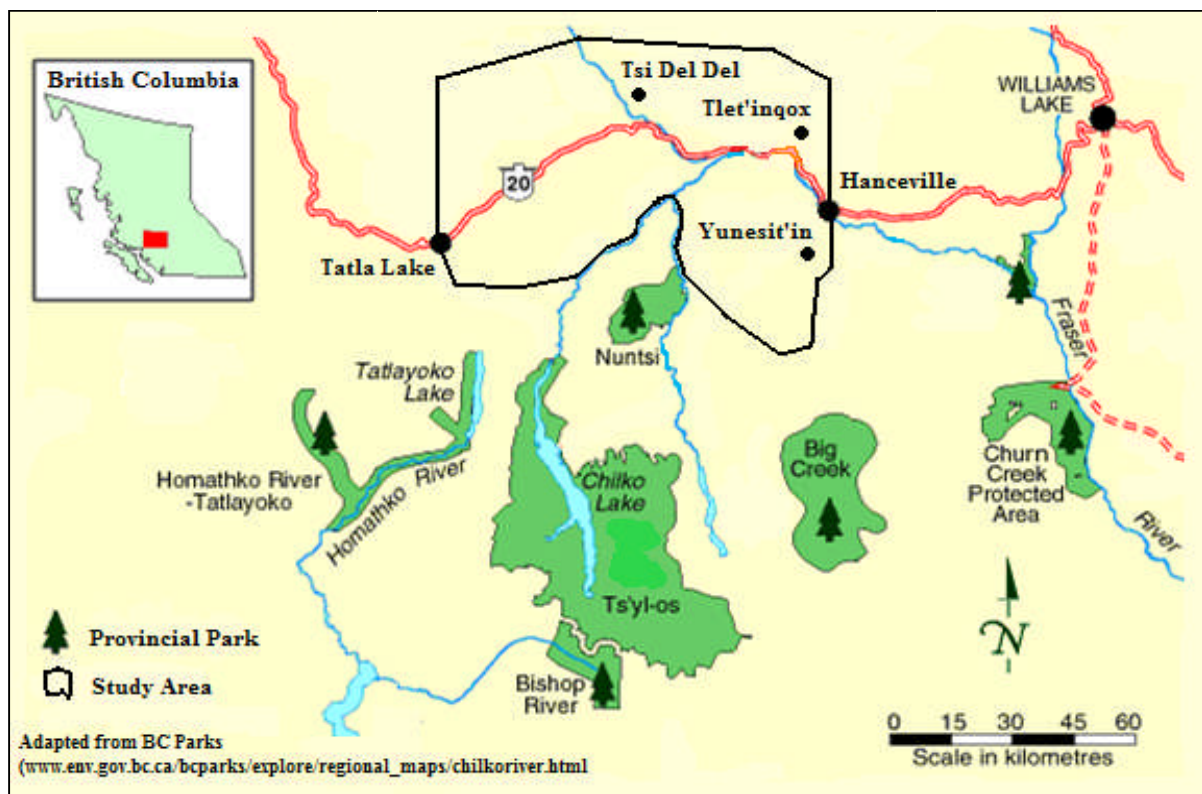 British Columbia
Tsi Del Del
Tlet'inqox
WILLIAMS
LAKE
20
Hanceville
Tatla Lake
Yunesit'in
Nuntsi
Fraser
River
Tatlayoko
Lake
Homathko River
-Tatlayoko
Homathko River
Chilko
Lake
Big
Creek
Churn
Creek
Protected
Area
Ts'yl-os
Bishop
River
N
Provincial Park
Study Area
0 15 30 45 60
Scale in kilometres
Adapted from BC Parks
(www.env.gov.bc.ca/bcparks/explore/regional_maps/chilkoriver.html